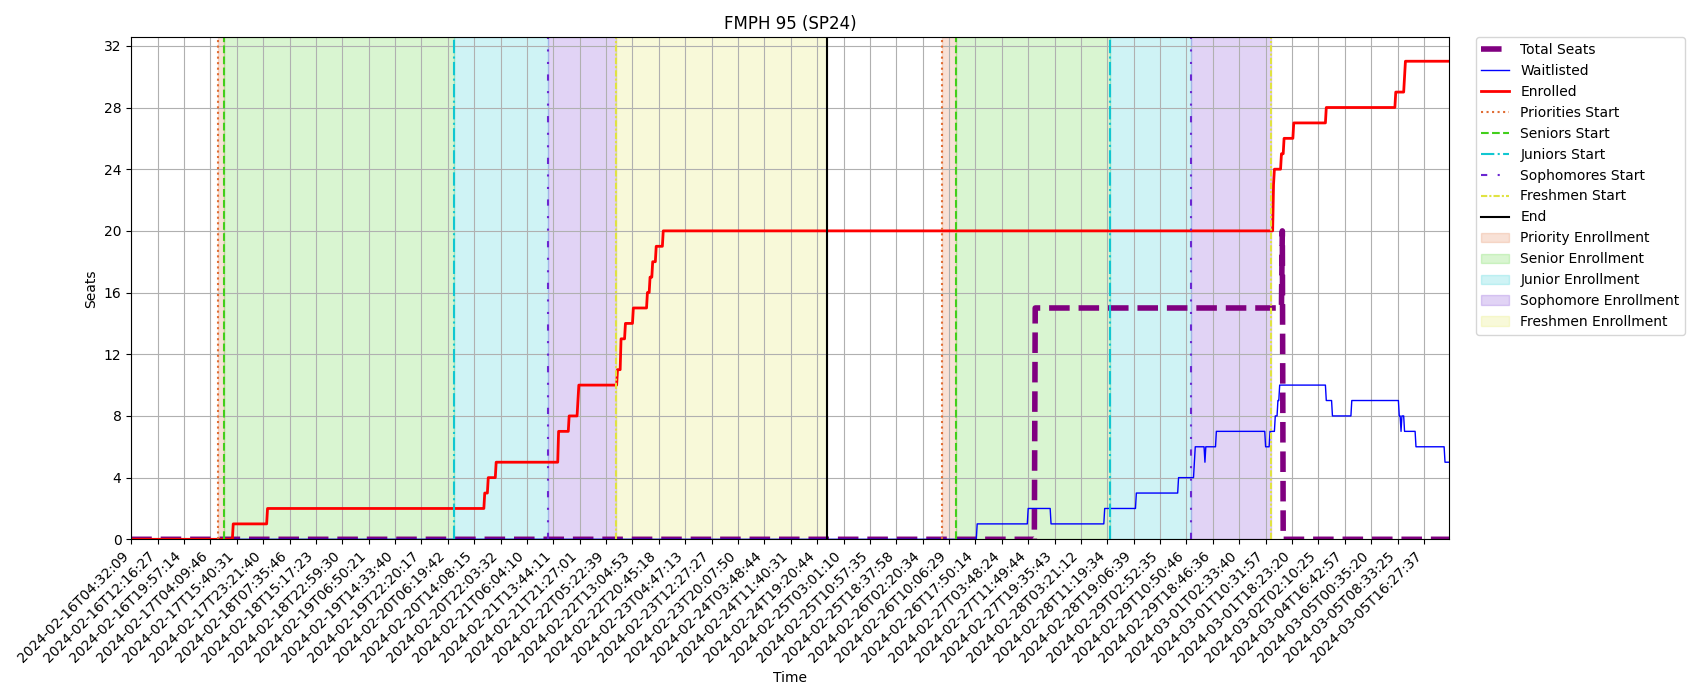 FMPH 95 (SP24)
Seats
32
28
24
20
16
12
8
4
0
2024-02-16T04:32:09
2024-02-16T12:16:27
2024-02-16T19:57:14
2024-02-17T04:09:46
2024-02-17T15:40:31
2024-02-17T23:21:40
2024-02-18T07:35:46
2024-02-18T15:17:23
2024-02-18T22:59:30
2024-02-19T06:50:21
2024-02-19T14:33:40
2024-02-19T22:20:17
2024-02-20T06:19:42
2024-02-20T14:08:15
2024-02-20T22:03:32
2024-02-21T06:04:10
2024-02-21T13:44:11
2024-02-21T21:27:01
2024-02-22T05:22:39
2024-02-22T13:04:53
2024-02-22T20:45:18
2024-02-23T04:47:13
2024-02-23T12:27:27
2024-02-23T20:07:50
2024-02-24T03:48:44
2024-02-24T11:40:31
2024-02-24T19:20:44
2024-02-25T03:01:10
2024-02-25T10:57:35
2024-02-25T18:37:58
2024-02-26T02:20:34
2024-02-26T10:06:29
2024-02-26T17:50:14
2024-02-27T03:48:24
2024-02-27T11:49:44
2024-02-27T19:35:43
2024-02-28T03:21:12
2024-02-28T11:19:34
2024-02-28T19:06:39
2024-02-29T02:52:35
2024-02-29T10:50:46
2024-02-29T18:46:36
2024-03-01T02:33:40
2024-03-01T10:31:57
2024-03-01T18:23:20
2024-03-02T02:10:25
2024-03-04T16:42:57
2024-03-05T00:35:20
2024-03-05T08:33:25
2024-03-05T16:27:37
Time
Total Seats
Waitlisted
Enrolled
Priorities Start
Seniors Start
Juniors Start
Sophomores Start
Freshmen Start
End
Priority Enrollment
Senior Enrollment
Junior Enrollment
Sophomore Enrollment
Freshmen Enrollment